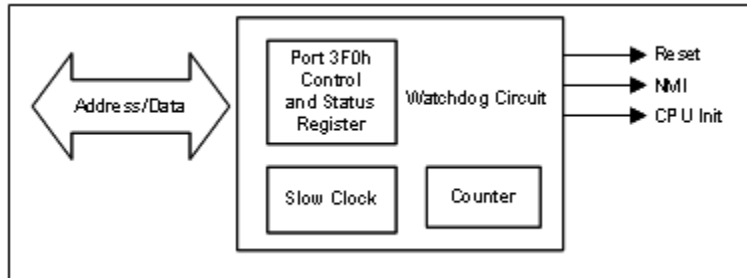 Address/Data
Port 3F0h
Control
and Status
Register
Watchdog Circuit
Slow Clock
Counter
Reset
NMI
CPU Init